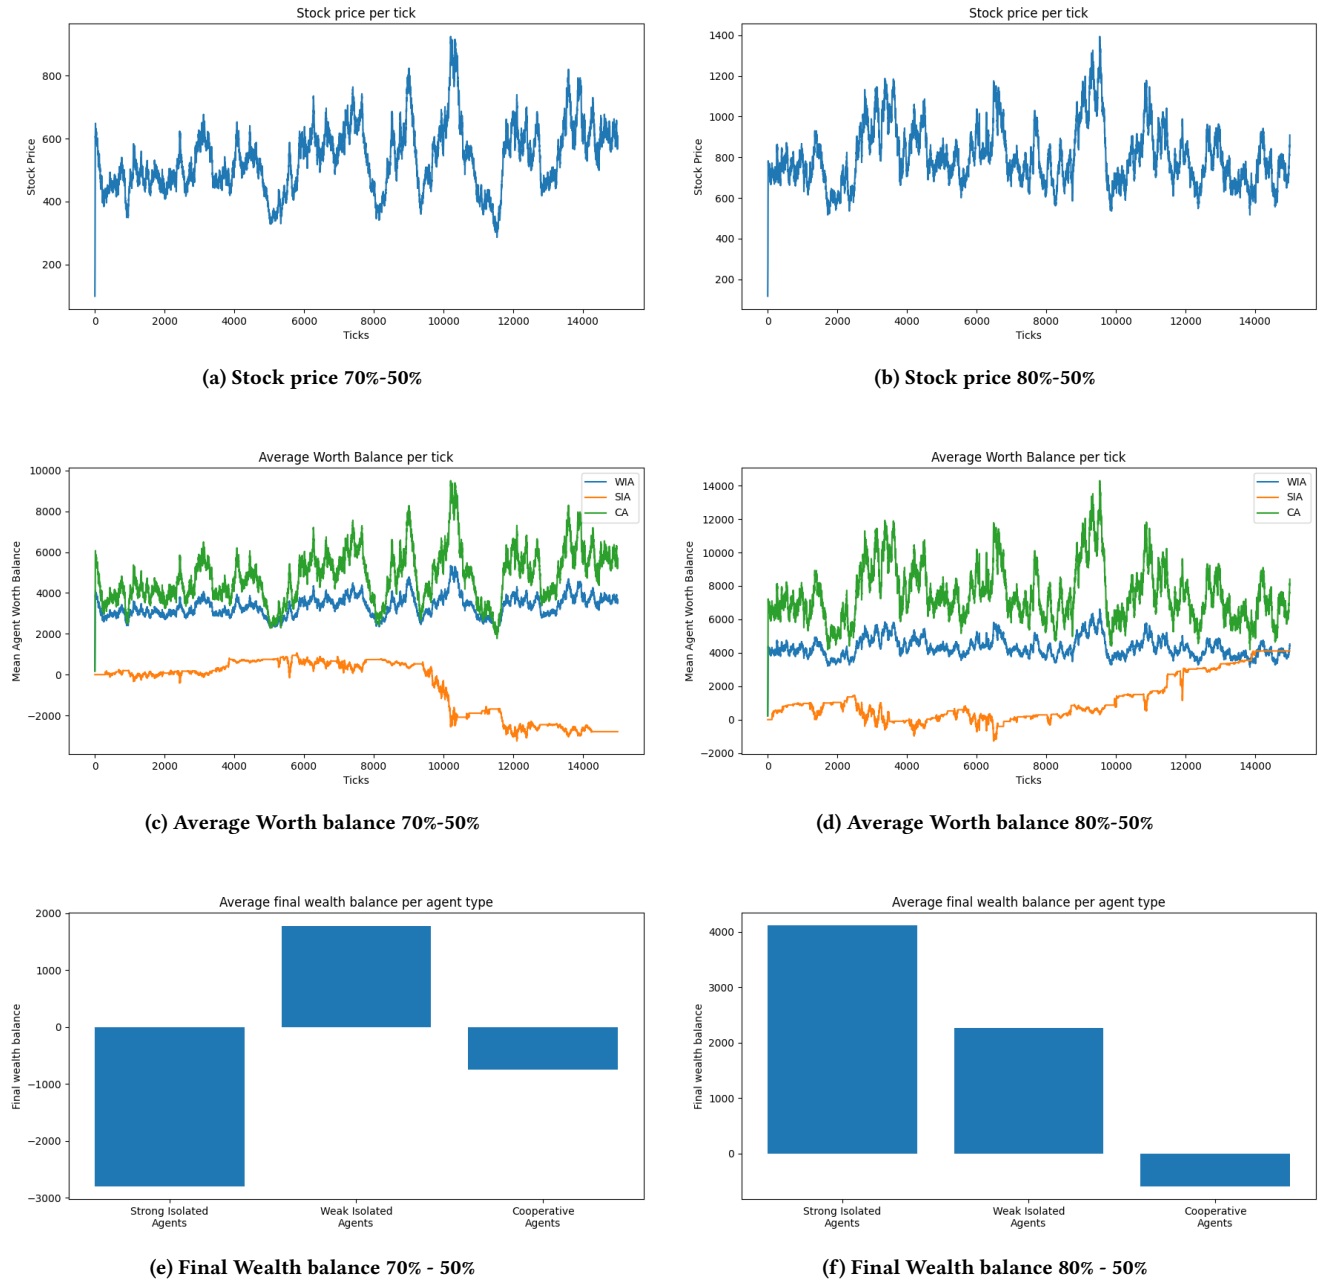 Stock price per tick
Stock Price
800
600
400
200
0 2000 4000 6000 8000 10000 12000 14000
Ticks
(a) Stock price 70%-50%
Stock price per tick
Stock Price
1400
1200
1000
800
600
400
200
0 2000 4000 6000 8000 10000 12000 14000
Ticks
(b) Stock price 80%-50%
Average Worth Balance per tick
Mean Agent Worth Balance
10000
8000
6000
4000
2000
0
−2000
WIA
SIA
CA
0 2000 4000 6000 8000 10000 12000 14000
Ticks
(c) Average Worth balance 70%-50%
Average Worth Balance per tick
Mean Agent Worth Balance
14000
12000
10000
8000
6000
4000
2000
0
−2000
WIA
SIA
CA
0 2000 4000 6000 8000 10000 12000 14000
Ticks
(d) Average Worth balance 80%-50%
Average final wealth balance per agent type
Final wealth balance
2000
1000
0
−1000
−2000
−3000
Strong Isolated
Agents
Weak Isolated
Agents
Cooperative
Agents
(e) Final Wealth balance 70% - 50%
Average final wealth balance per agent type
Final wealth balance
4000
3000
2000
1000
0
Strong Isolated
Agents
Weak Isolated
Agents
Cooperative
Agents
(f) Final Wealth balance 80% - 50%